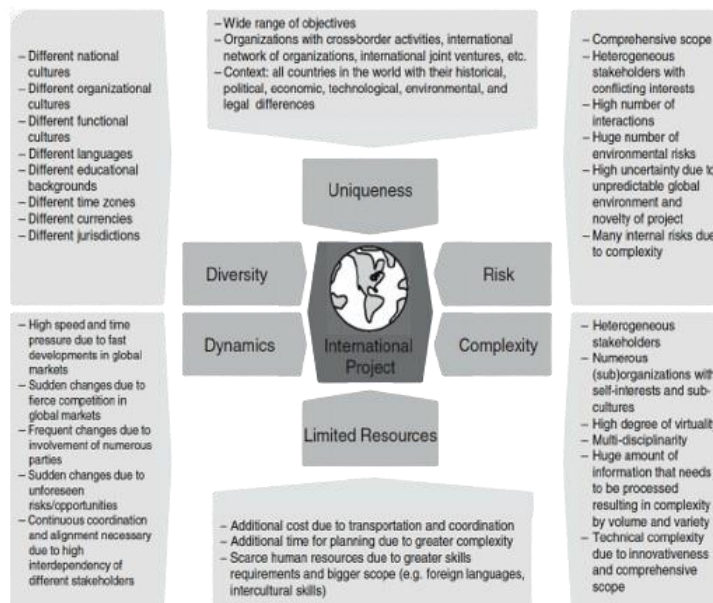 – Wide range of objectives
– Organizations with cross-border activities, international
network of organizations, international joint ventures, etc.
– Context: all countries in the world with their historical,
political, economic, technological, environmental, and
legal differences
– Different national
cultures
– Different organizational
cultures
– Different functional
cultures
– Different languages
– Different educational
backgrounds
– Different time zones
– Different currencies
– Different jurisdictions
– Comprehensive scope
– Heterogeneous
stakeholders with
conflicting interests
– High number of
interactions
– Huge number of
environmental risks
– High uncertainty due to
unpredictable global
environment and
novelty of project
– Many internal risks due
to complexity
Uniqueness
Diversity
Risk
Dynamics
International
Project
Complexity
Limited Resources
– High speed and time
pressure due to fast
developments in global
markets
– Sudden changes due to
fierce competition in
global markets
– Frequent changes due to
involvement of numerous
parties
– Sudden changes due to
unforeseen
risks/opportunities
– Continuous coordination
and alignment necessary
due to high
interdependency of
different stakeholders
– Heterogeneous
stakeholders
– Numerous
(sub)organizations with
self-interests and sub-
cultures
– High degree of virtuality
– Multi-disciplinarity
– Huge amount of
information that needs
to be processed
resulting in complexity
by volume and variety
– Technical complexity
due to innovativeness
and comprehensive
scope
– Additional cost due to transportation and coordination
– Additional time for planning due to greater complexity
– Scarce human resources due to greater skills
requirements and bigger scope (e.g. foreign languages,
intercultural skills)